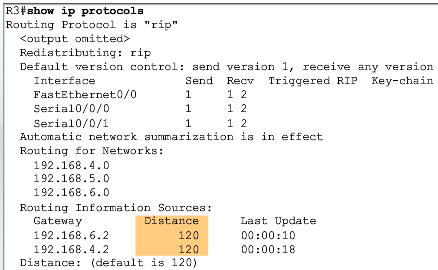 R3#show ip protocols
Routing Protocol is "rip"
<output omitted>
Redistributing: rip
Default version control: send version 1, receive any version
Interface Send Recv Triggered RIP Key-chain
FastEthernet0/0 1 1 2
Serial0/0/0 1 1 2
Serial0/0/1 1 1 2
Automatic network summarization is in effect
Routing for Networks:
192.168.4.0
192.168.5.0
192.168.6.0
Routing Information Sources:
Gateway Distance Last Update
192.168.6.2 120 00:00:10
192.168.4.2 120 00:00:18
Distance: (default is 120)